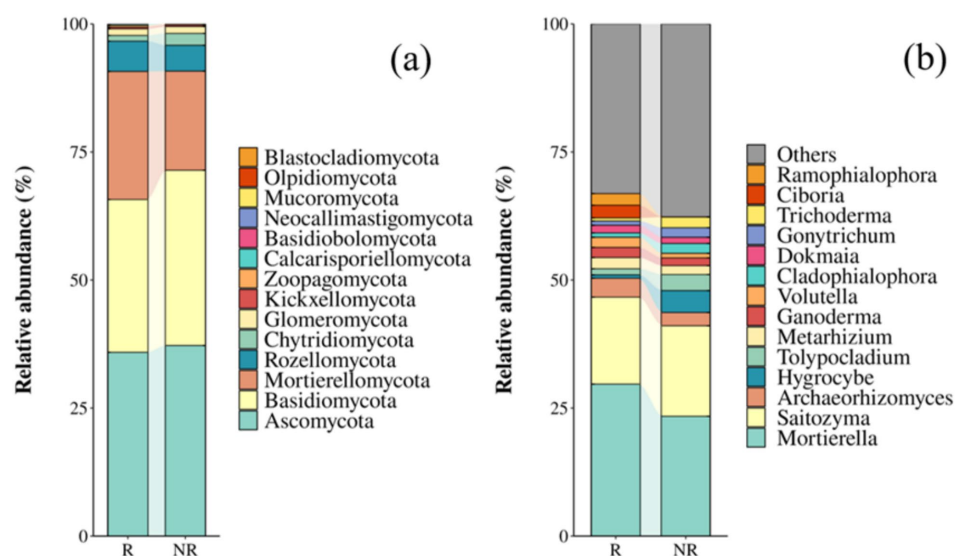 (a)
Relative abundance (%)
100
75
50
25
0
R NR
Blastocladiomycota
Olpidiomycota
Mucoromycota
Neocallimastigomycota
Basidiobolomycota
Calcarisporiellomycota
Zoopagomycota
Kickxellomycota
Glomeromycota
Chytridiomycota
Rozellomycota
Mortierellomycota
Basidiomycota
Ascomycota
(b)
Relative abundance (%)
100
75
50
25
0
R NR
Others
Ramophialophora
Ciboria
Trichoderma
Gonytrichum
Dokmaia
Cladophialophora
Volutella
Ganoderma
Metarhizium
Tolypocladium
Hygrocybe
Archaeorhizomyces
Saitozyma
Mortierella